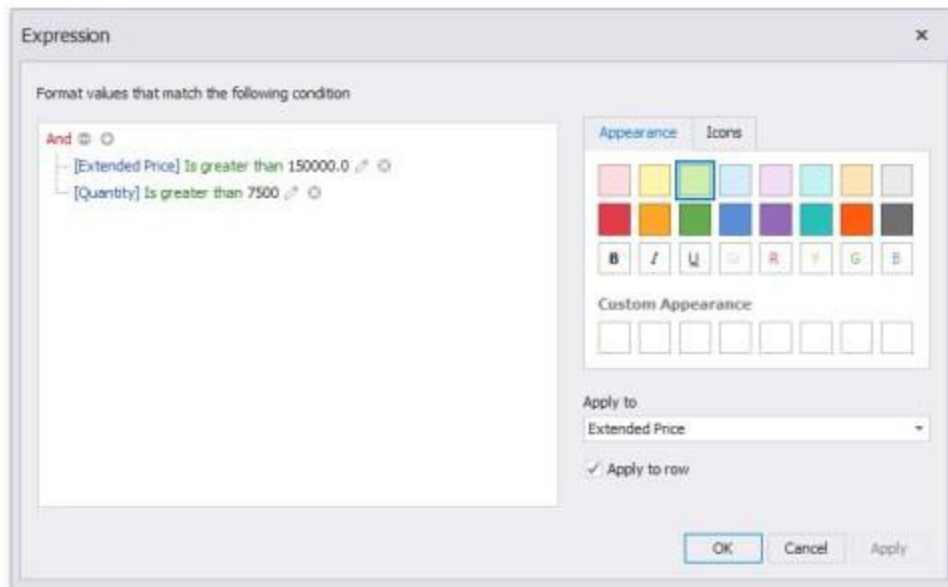 Expression
Format values that match the following condition
And
[Extended Price] Is greater than 150000.0
[Quantity] Is greater than 7500
Appearance Icons
B I U Gr R Y G B
Custom Appearance
Apply to
Extended Price
Apply to row
OK Cancel Apply